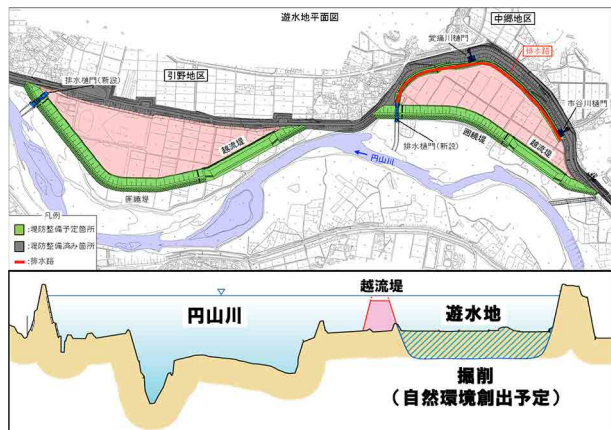 遊水地平面図
中郷地区
愛痛川樋門
排水路
引野地区
排水樋門(新設)
市谷川樋門
越流堤
囲繞堤
越流堤
排水樋門(新設)
円山川
囲繞堤
凡例
:堤防整備予定箇所
:堤防整備済み箇所
:排水路
越流堤
円山川
遊水地
掘削
(自然環境創出予定)